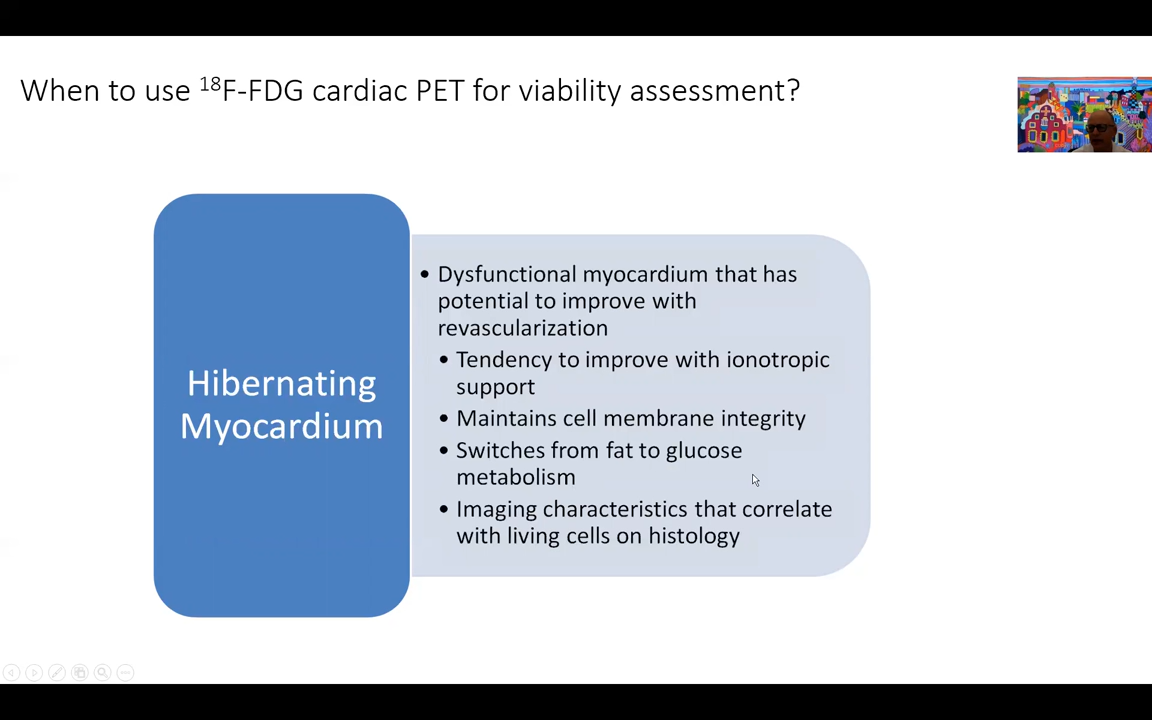 When to use ¹⁸F-FDG cardiac PET for viability assessment?
Hibernating
Myocardium
• Dysfunctional myocardium that has
potential to improve with
revascularization
• Tendency to improve with ionotropic
support
• Maintains cell membrane integrity
• Switches from fat to glucose
metabolism
• Imaging characteristics that correlate
with living cells on histology